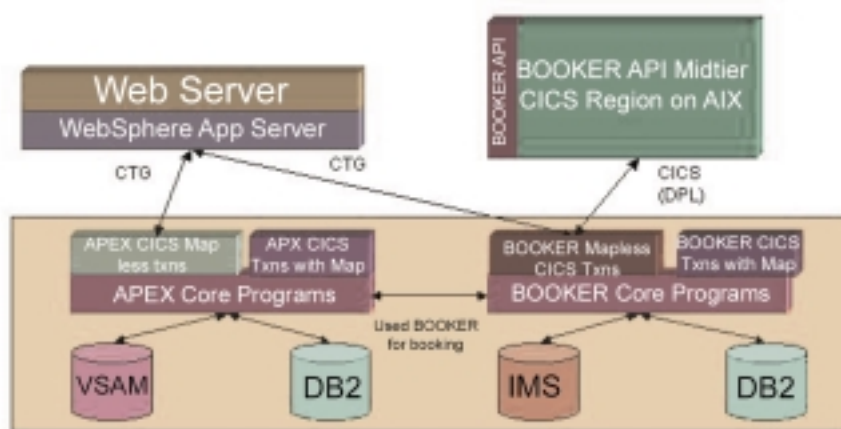 Web Server
WebSphere App Server
BOOKER API
BOOKER API Midtier
CICS Region on AIX
CTG
CTG
CICS
(DPL)
APEX CICS Map
less txns
APX CICS
Txns with Map
BOOKER Mapless
CICS Txns
BOOKER CICS
Txns with Map
APEX Core Programs
BOOKER Core Programs
Used BOOKER
for booking
VSAM
DB2
IMS
DB2